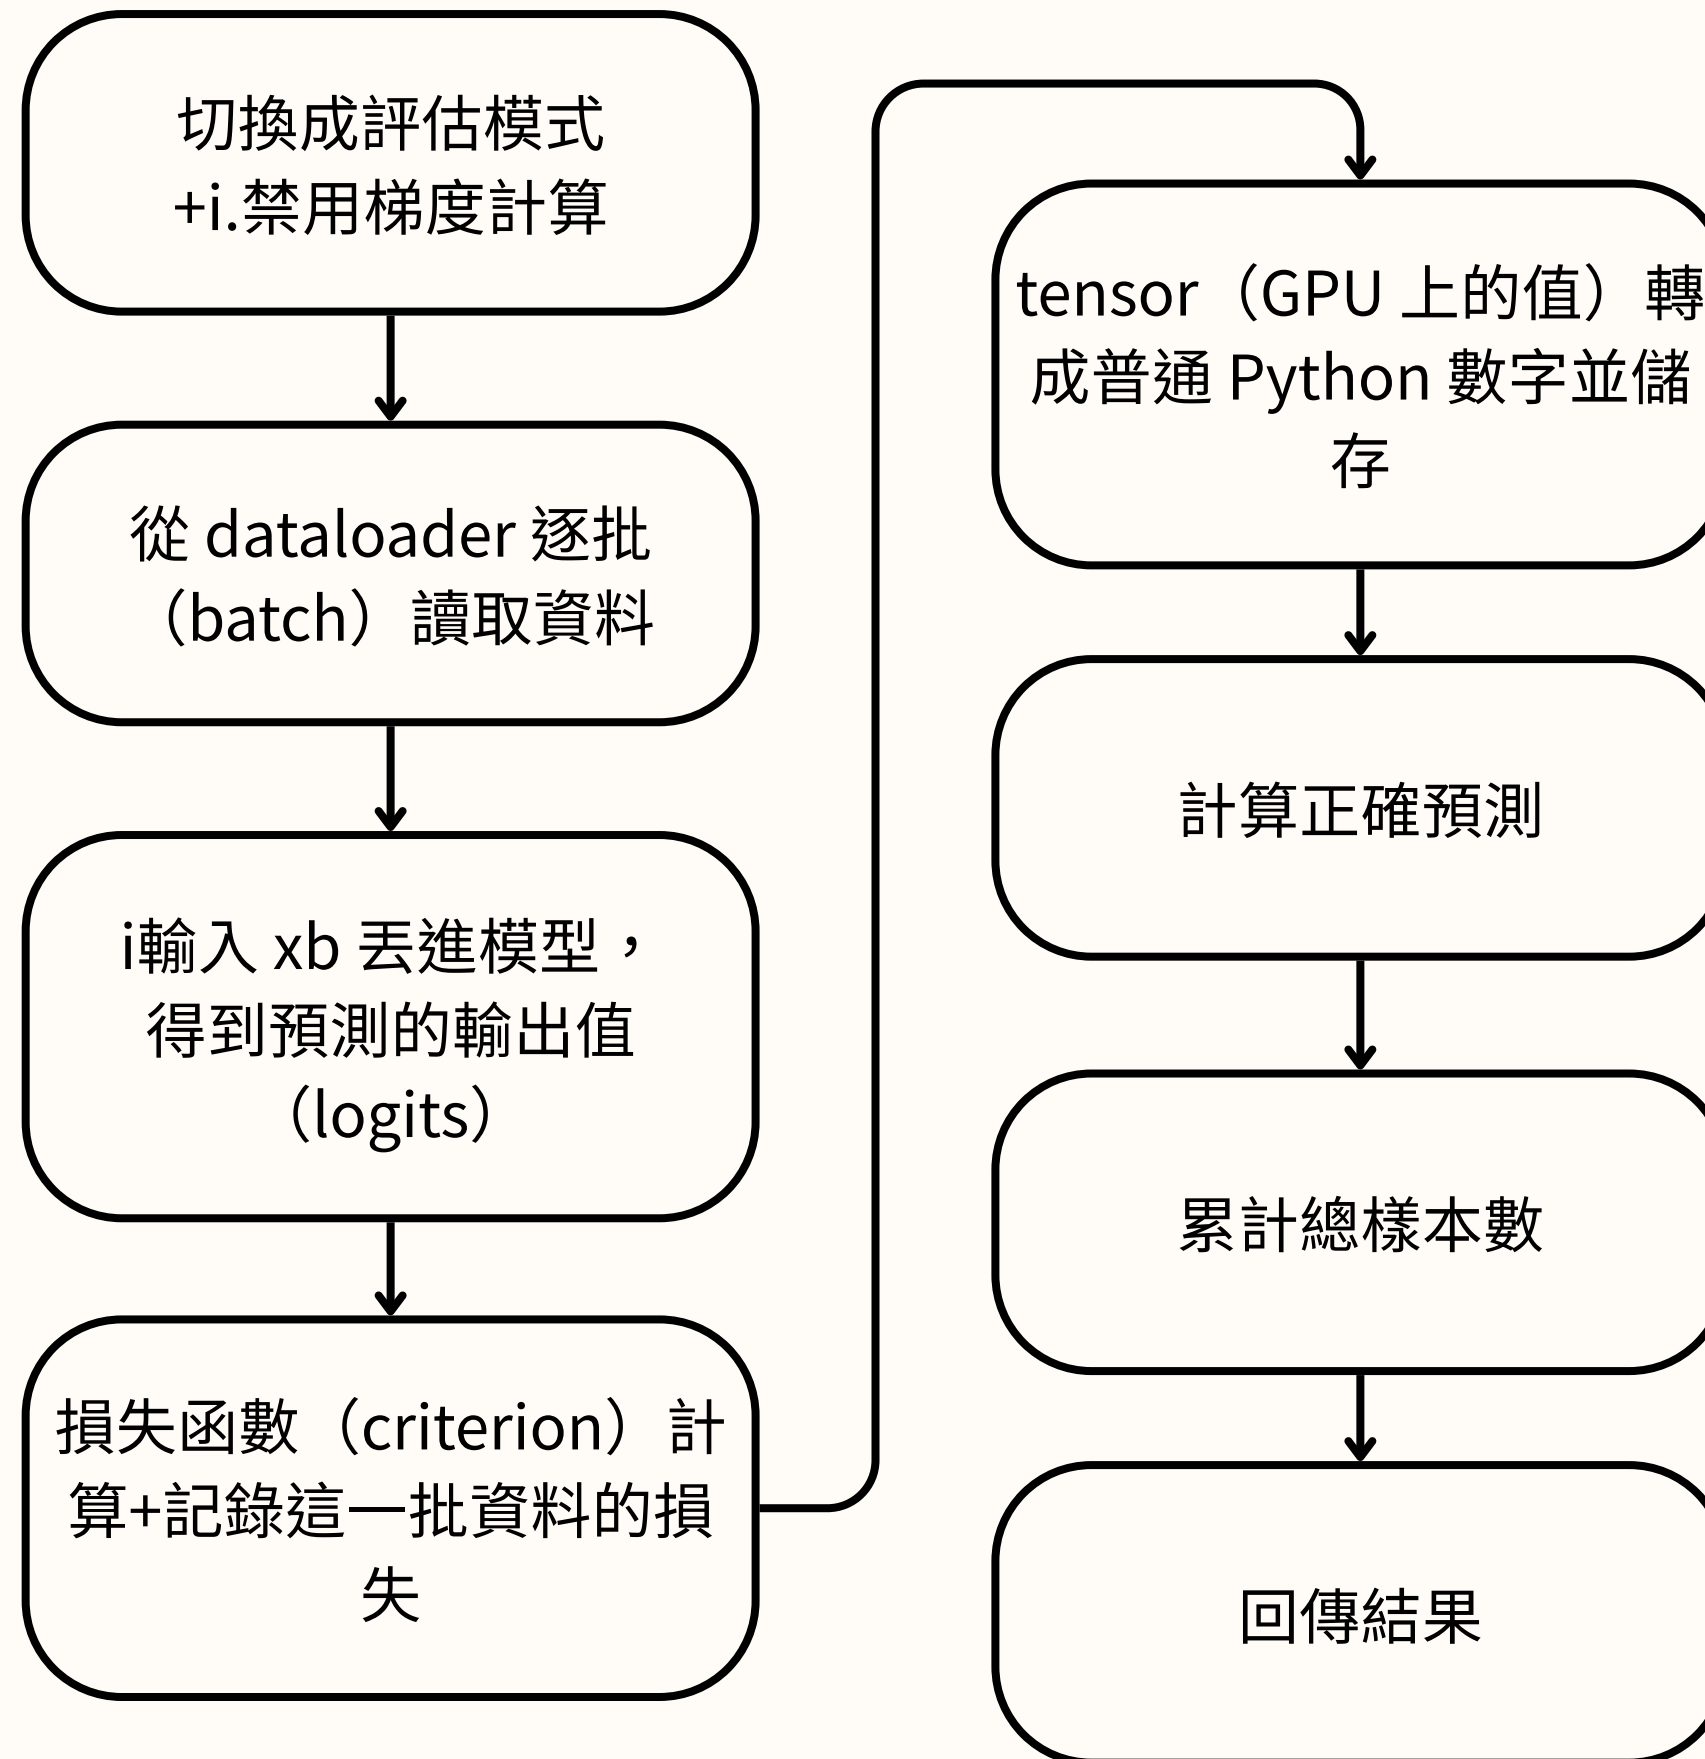 切換成評估模式
+i.禁用梯度計算
從 dataloader 逐批
（batch）讀取資料
i輸入 xb 丟進模型，
得到預測的輸出值
（logits）
損失函數（criterion）計
算+記錄這一批資料的損
失
tensor（GPU 上的值）轉
成普通 Python 數字並儲
存
計算正確預測
累計總樣本數
回傳結果